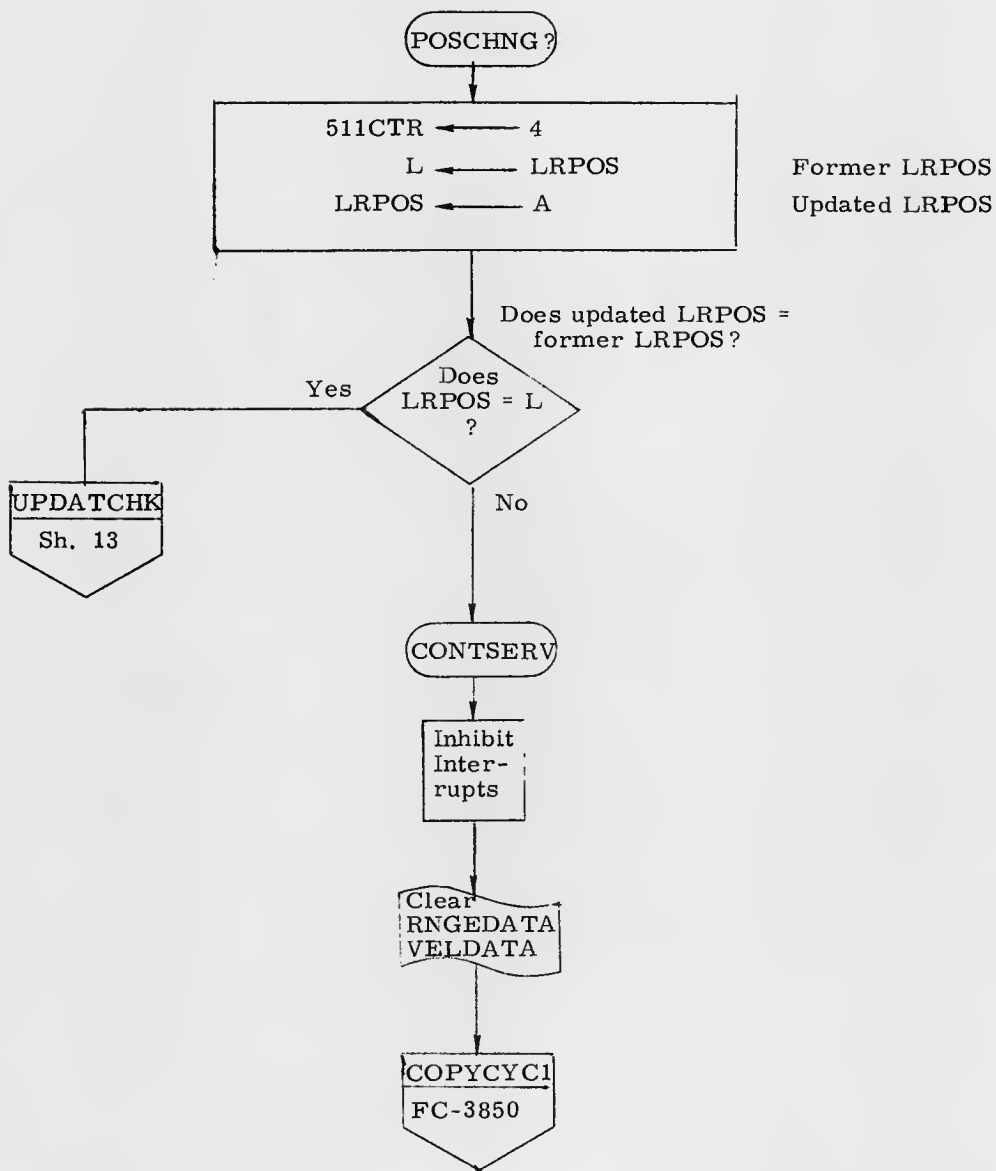 POSCHNG?
511CTR ← 4
L ← LRPOS
Former LRPOS
LRPOS ← A
Updated LRPOS
Does updated LRPOS =
former LRPOS?
Does
LRPOS = L
?
Yes
No
UPDATCHK
Sh. 13
CONTSERV
Inhibit
Inter-
rupts
Clear
RNGEDATA
VELDATA
COPYCYC1
FC-3850